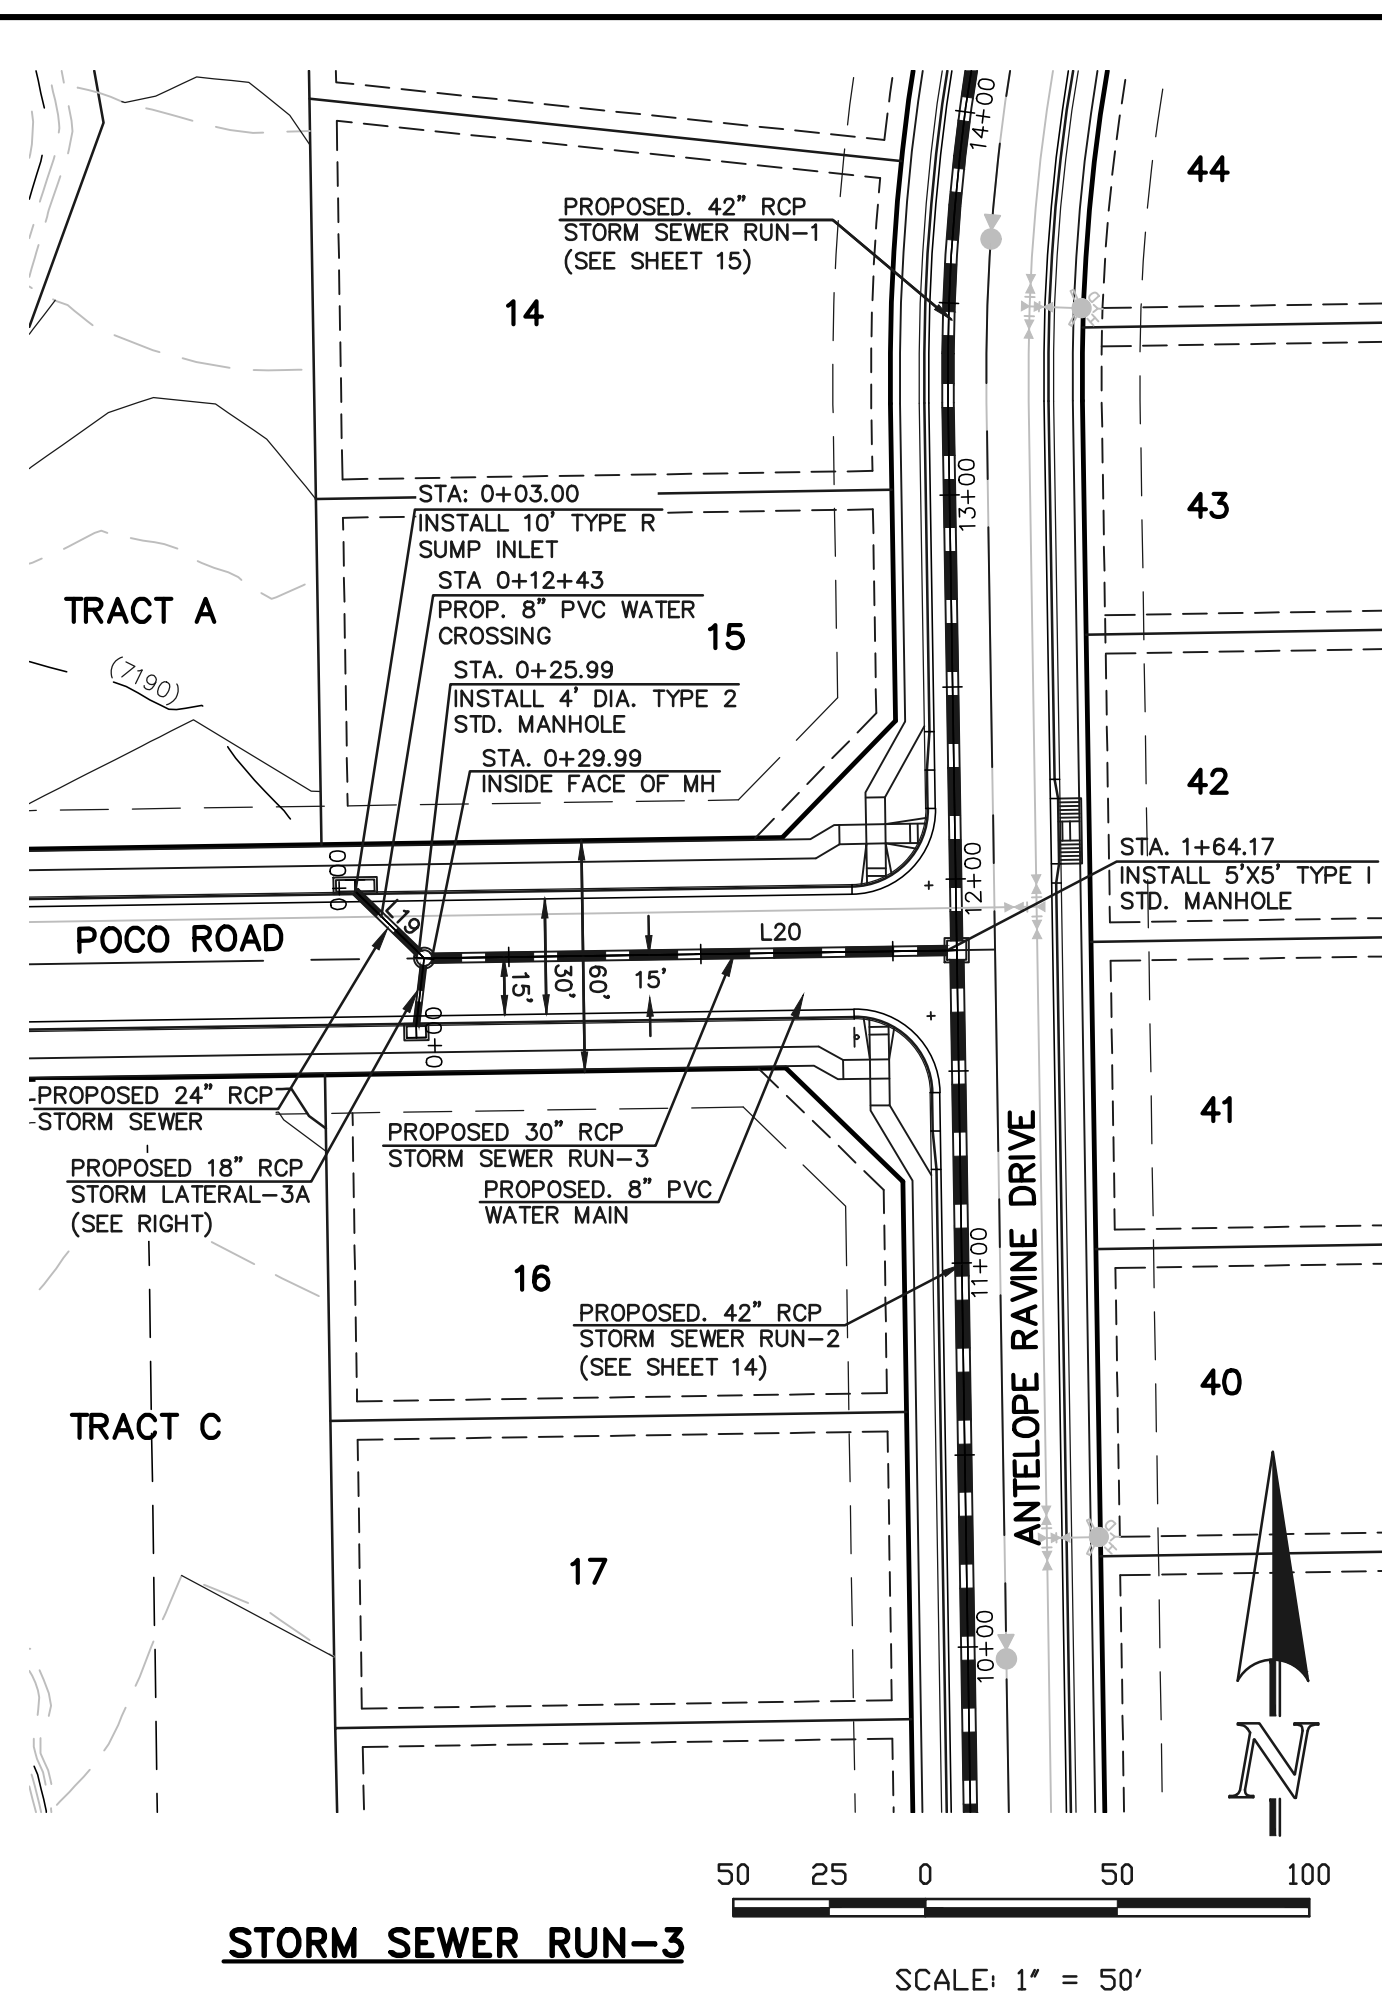 14+00
44
PROPOSED. 42" RCP
STORM SEWER RUN-1
(SEE SHEET 15)
14
13+00
43
STA: 0+03.00
INSTALL 10' TYPE R
SUMP INLET
STA 0+12+43
PROP. 8" PVC WATER
CROSSING
15
TRACT A
(7190)
STA. 0+25.99
INSTALL 4' DIA. TYPE 2
STD. MANHOLE
STA. 0+29.99
INSIDE FACE OF MH
42
STA. 1+64.17
INSTALL 5'X5' TYPE I
STD. MANHOLE
12+00
0+00
L19
POCO ROAD
L20
15'
30'
60'
15'
0+00
PROPOSED 24" RCP
STORM SEWER
PROPOSED 18" RCP
STORM LATERAL-3A
(SEE RIGHT)
PROPOSED 30" RCP
STORM SEWER RUN-3
PROPOSED. 8" PVC
WATER MAIN
41
11+00
ANTELOPE RAVINE DRIVE
16
PROPOSED. 42" RCP
STORM SEWER RUN-2
(SEE SHEET 14)
40
TRACT C
17
10+00
N
50 25 0 50 100
STORM SEWER RUN-3
SCALE: 1" = 50'